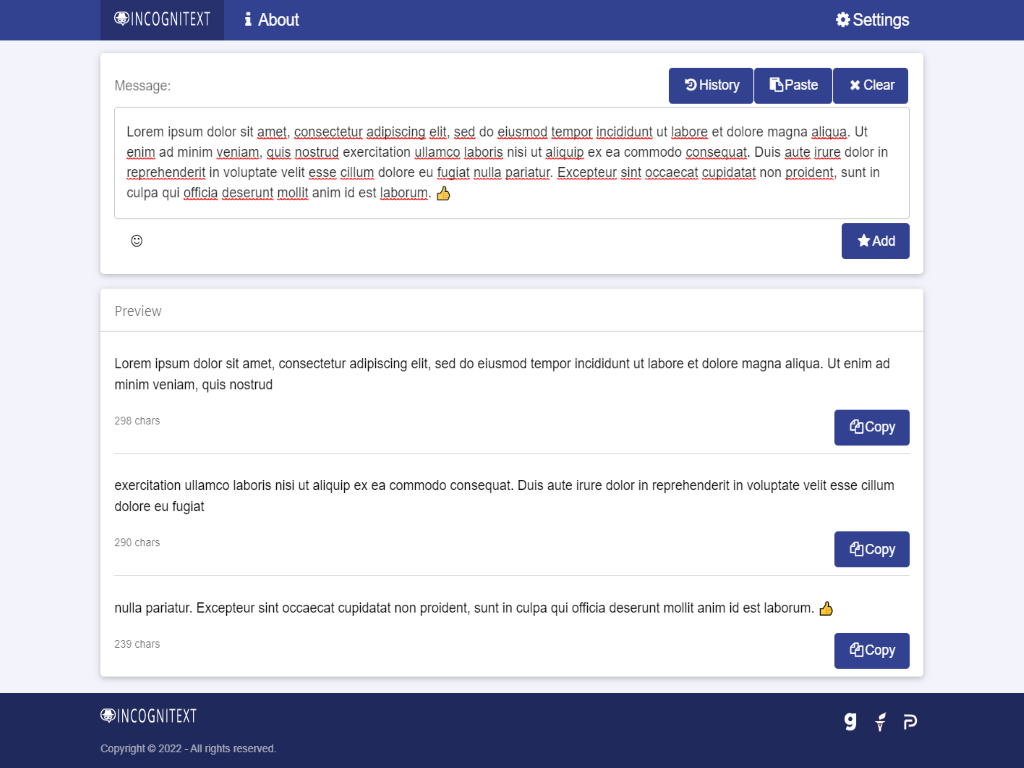 INCOGNITEXT
About
Settings
Message:
History
Paste
Clear
Lorem ipsum dolor sit amet, consectetur adipiscing elit, sed do eiusmod tempor incididunt ut labore et dolore magna aliqua. Ut
enim ad minim veniam, quis nostrud exercitation ullamco laboris nisi ut aliquip ex ea commodo consequat. Duis aute irure dolor in
reprehenderit in voluptate velit esse cillum dolore eu fugiat nulla pariatur. Excepteur sint occaecat cupidatat non proident, sunt in
culpa qui officia deserunt mollit anim id est laborum. 👍
Add
Preview
Lorem ipsum dolor sit amet, consectetur adipiscing elit, sed do eiusmod tempor incididunt ut labore et dolore magna aliqua. Ut enim ad
minim veniam, quis nostrud
298 chars
Copy
exercitation ullamco laboris nisi ut aliquip ex ea commodo consequat. Duis aute irure dolor in reprehenderit in voluptate velit esse cillum
dolore eu fugiat
290 chars
Copy
nulla pariatur. Excepteur sint occaecat cupidatat non proident, sunt in culpa qui officia deserunt mollit anim id est laborum. 👍
239 chars
Copy
INCOGNITEXT
Copyright © 2022 - All rights reserved.